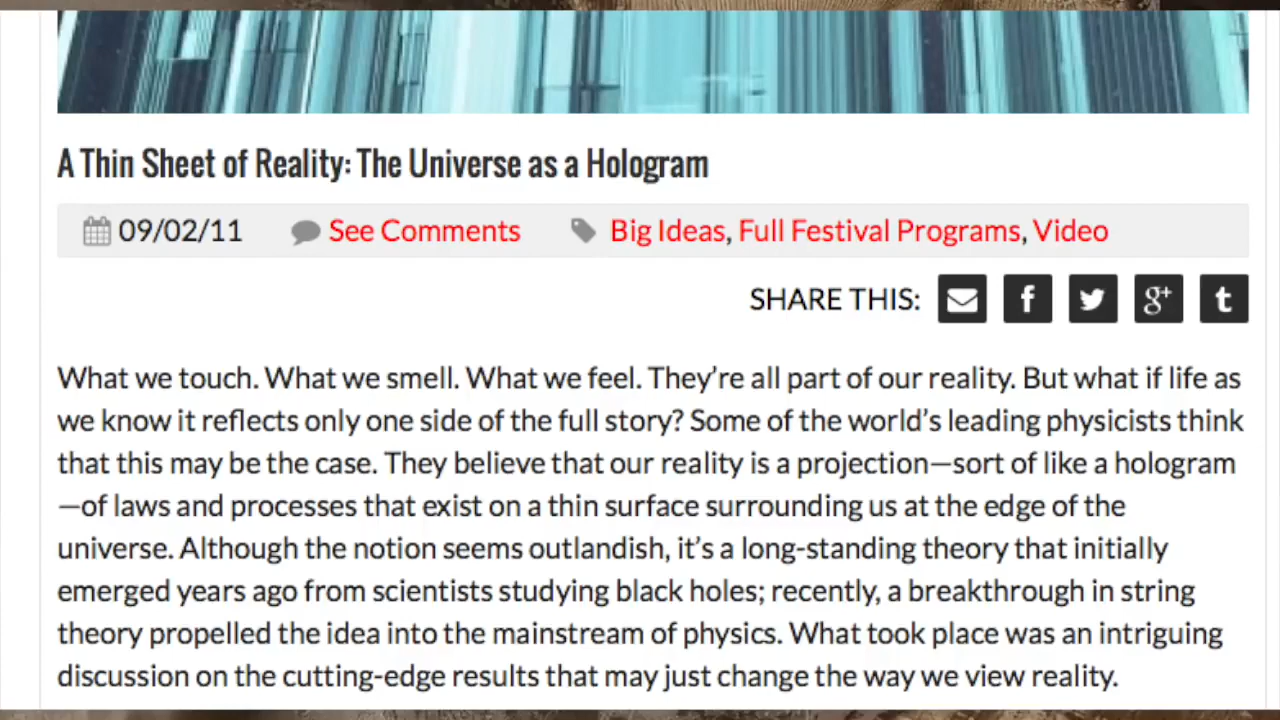 A Thin Sheet of Reality: The Universe as a Hologram
09/02/11 See Comments Big Ideas, Full Festival Programs, Video
SHARE THIS: f g+ t
What we touch. What we smell. What we feel. They’re all part of our reality. But what if life as
we know it reflects only one side of the full story? Some of the world’s leading physicists think
that this may be the case. They believe that our reality is a projection—sort of like a hologram
—of laws and processes that exist on a thin surface surrounding us at the edge of the
universe. Although the notion seems outlandish, it’s a long-standing theory that initially
emerged years ago from scientists studying black holes; recently, a breakthrough in string
theory propelled the idea into the mainstream of physics. What took place was an intriguing
discussion on the cutting-edge results that may just change the way we view reality.